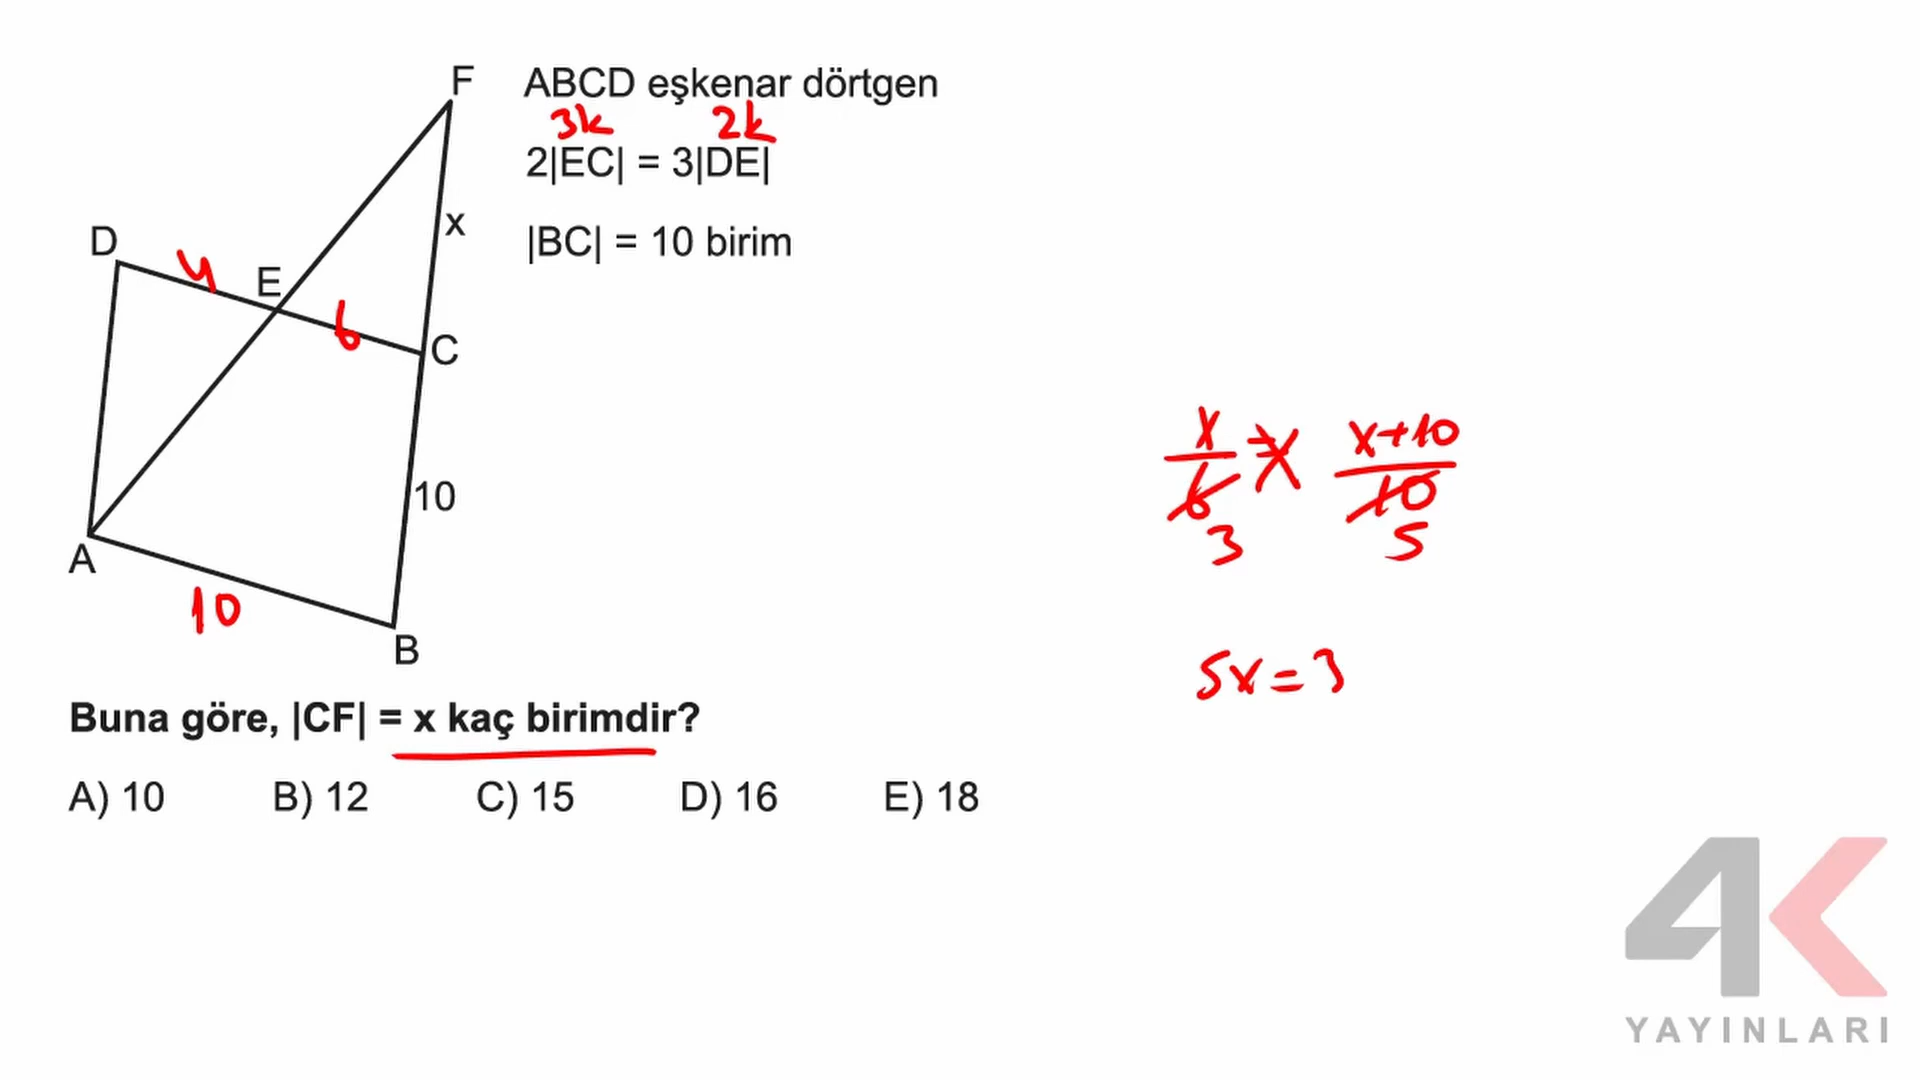 F
ABCD eşkenar dörtgen
3k 2k
2|EC| = 3|DE|
x
|BC| = 10 birim
D
4
E
6
C
10
A
10
B
x/6 = x+10/10
3 5
5x=3
Buna göre, |CF| = x kaç birimdir?
A) 10 B) 12 C) 15 D) 16 E) 18
4K
YAYINLARI